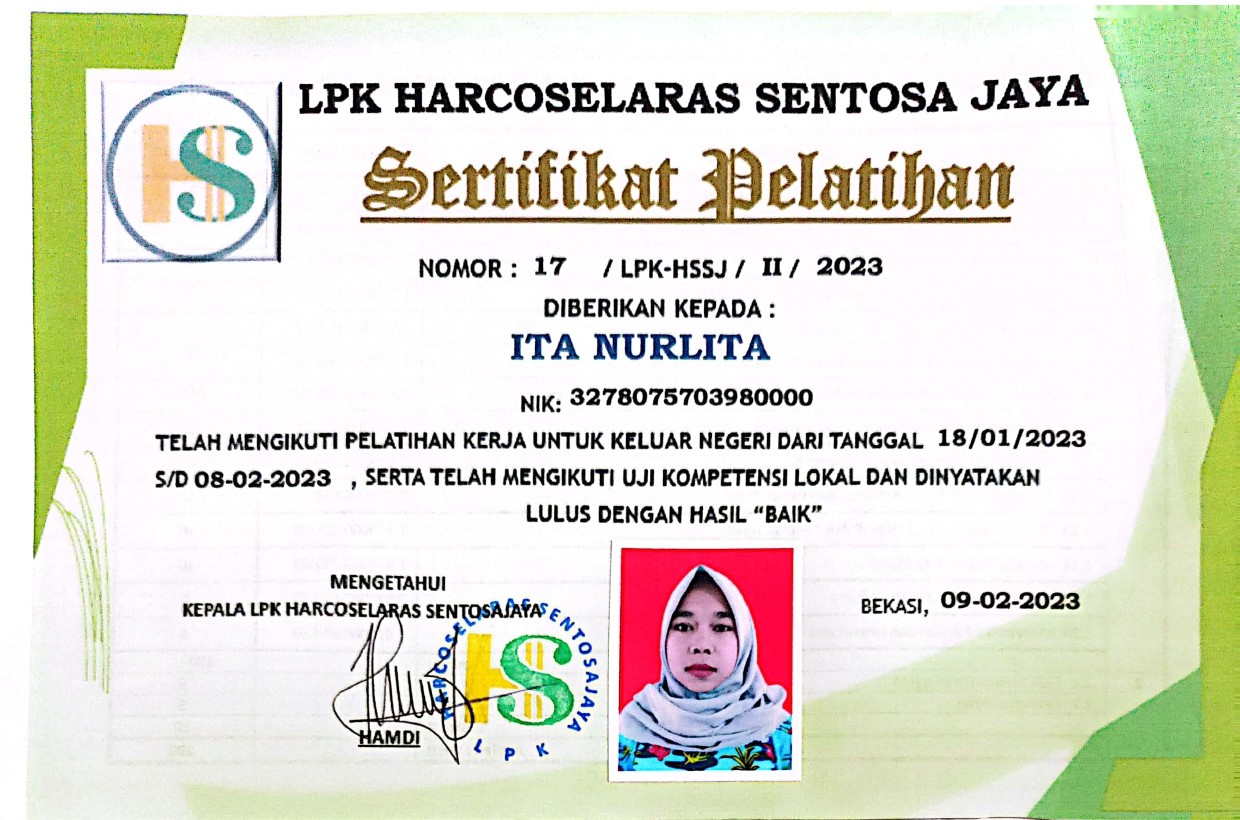 HS
LPK HARCOSELARAS SENTOSA JAYA
Sertifikat Pelatihan
NOMOR : 17 / LPK-HSSJ / II / 2023
DIBERIKAN KEPADA :
ITA NURLITA
NIK: 3278075703980000
TELAH MENGIKUTI PELATIHAN KERJA UNTUK KELUAR NEGERI DARI TANGGAL 18/01/2023
S/D 08-02-2023 , SERTA TELAH MENGIKUTI UJI KOMPETENSI LOKAL DAN DINYATAKAN
LULUS DENGAN HASIL “BAIK”
MENGETAHUI
KEPALA LPK HARCOSELARAS SENTOSAJAYA
BEKASI, 09-02-2023
HARCOSELARAS SENTOSAJAYA
HS
LPK
HAMDI